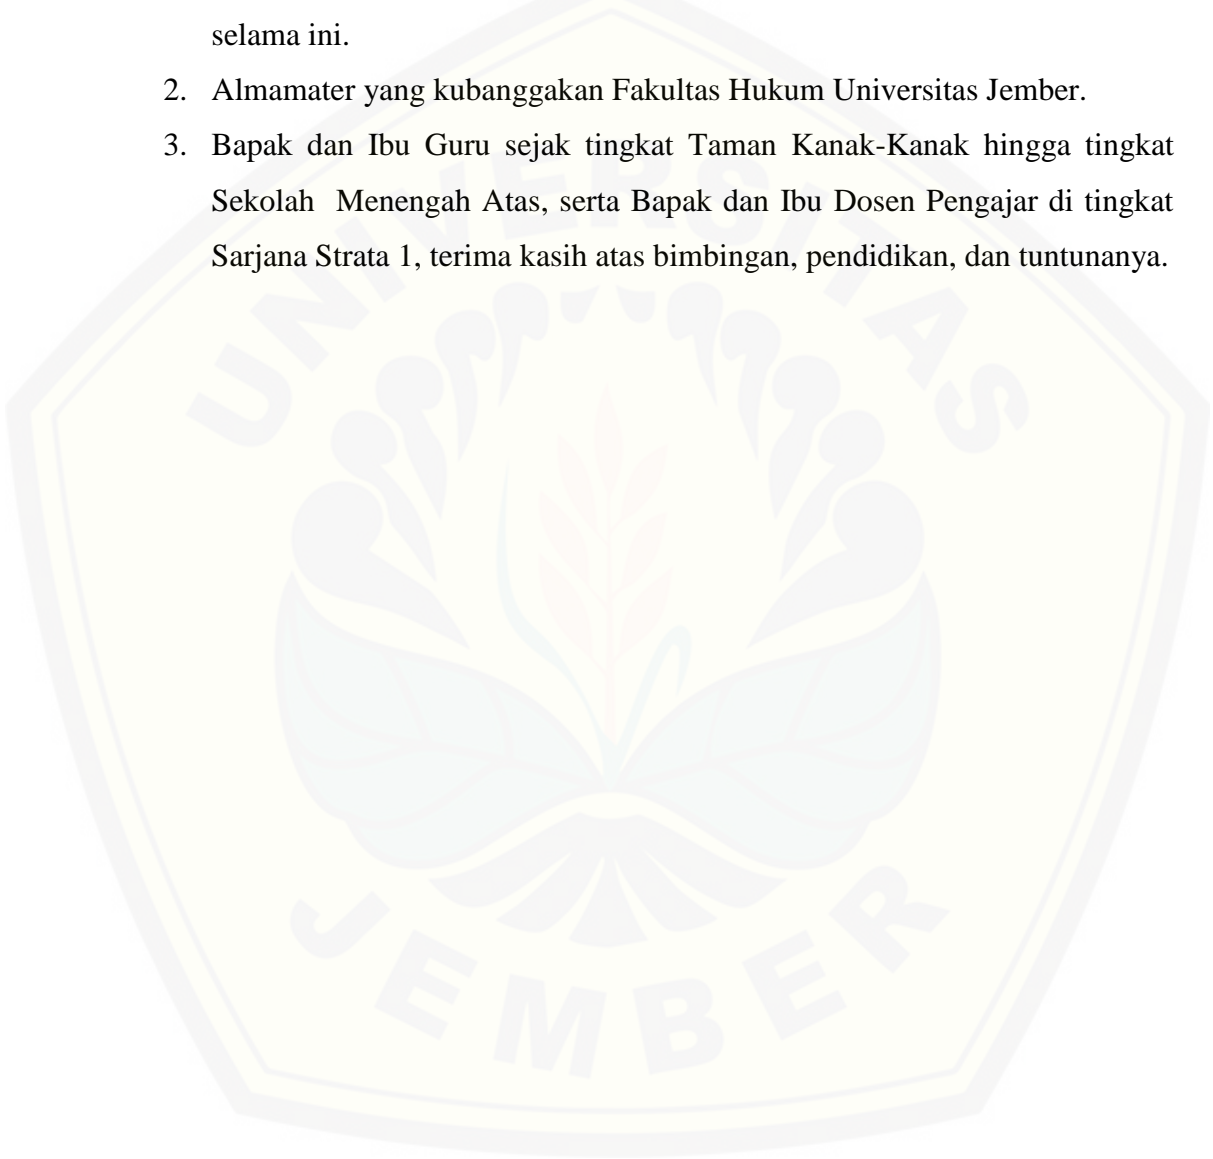 selama ini.
2. Almamater yang kubanggakan Fakultas Hukum Universitas Jember.
3. Bapak dan Ibu Guru sejak tingkat Taman Kanak-Kanak hingga tingkat
Sekolah Menengah Atas, serta Bapak dan Ibu Dosen Pengajar di tingkat
Sarjana Strata 1, terima kasih atas bimbingan, pendidikan, dan tuntunanya.
UNIVERSITAS
JEMBER